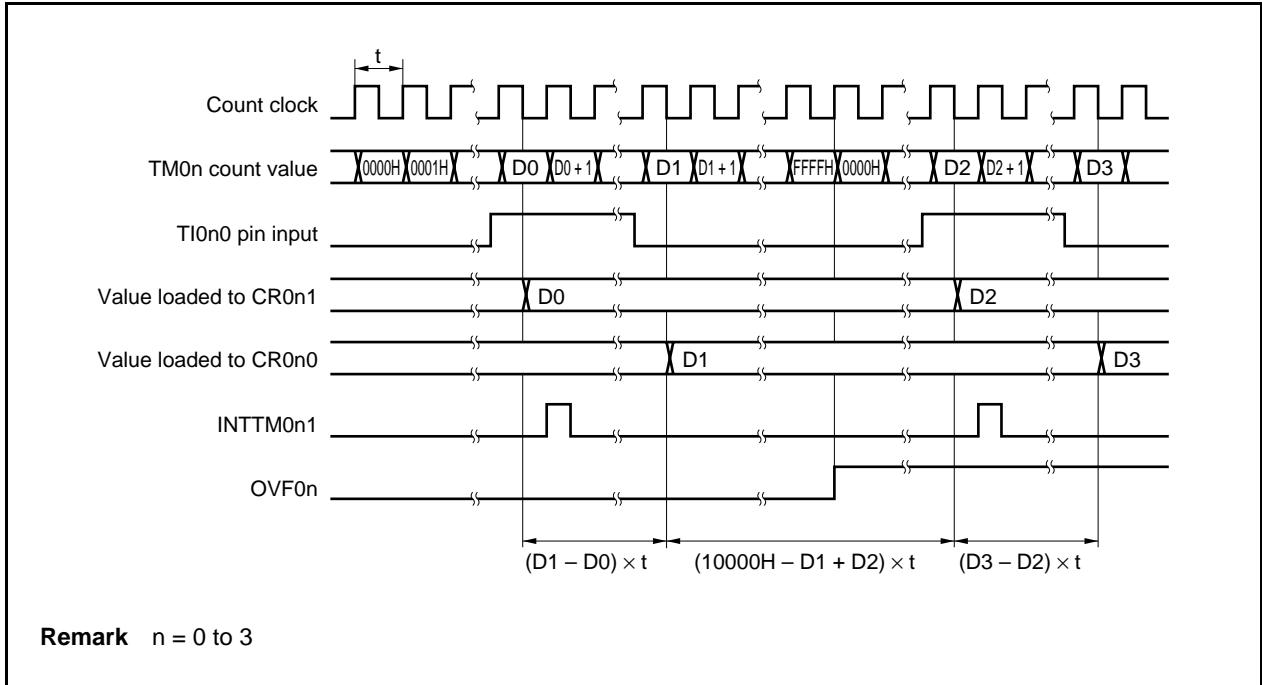 t
Count clock
TM0n count value 0000H 0001H D0 D0 + 1 D1 D1 + 1 FFFFH 0000H D2 D2 + 1 D3
TI0n0 pin input
Value loaded to CR0n1 D0 D2
Value loaded to CR0n0 D1 D3
INTTM0n1
OVF0n
(D1 – D0) × t (10000H – D1 + D2) × t (D3 – D2) × t
Remark n = 0 to 3